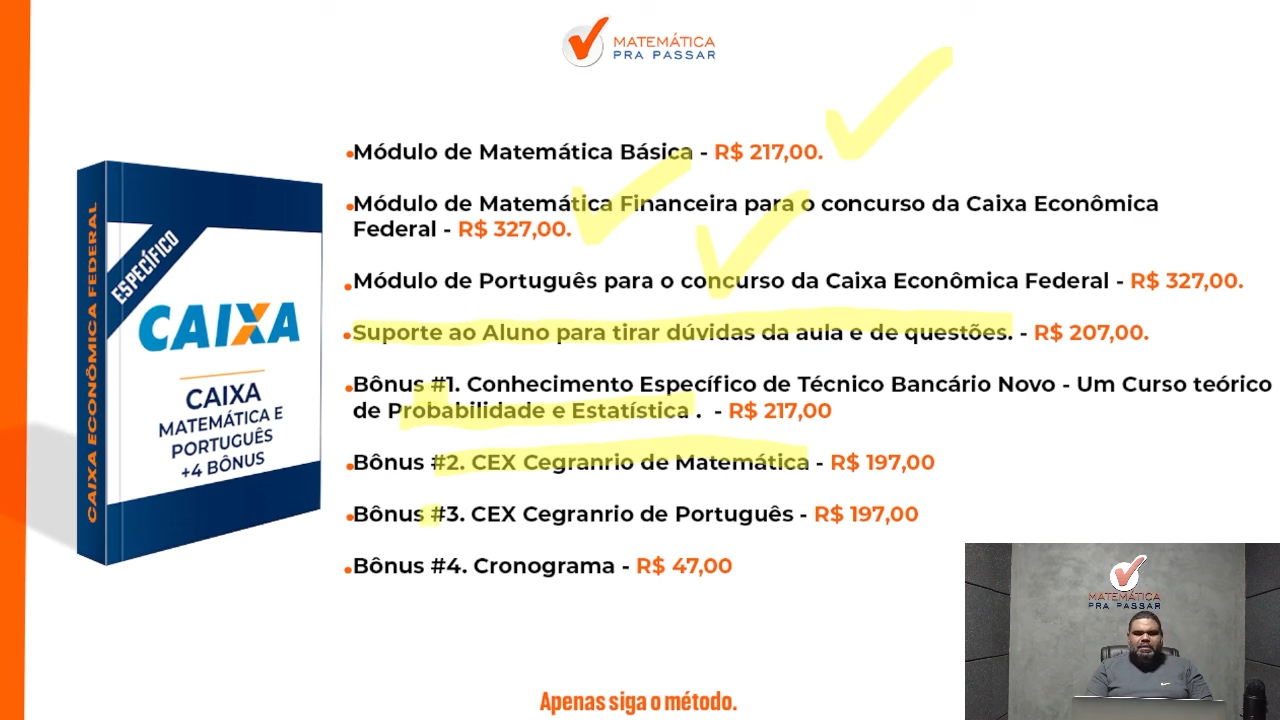 MATEMÁTICA
PRA PASSAR
•Módulo de Matemática Básica - R$ 217,00.
•Módulo de Matemática Financeira para o concurso da Caixa Econômica
Federal - R$ 327,00.
•Módulo de Português para o concurso da Caixa Econômica Federal - R$ 327,00.
•Suporte ao Aluno para tirar dúvidas da aula e de questões. - R$ 207,00.
•Bônus #1. Conhecimento Específico de Técnico Bancário Novo - Um Curso teórico
de Probabilidade e Estatística . - R$ 217,00
•Bônus #2. CEX Cegranrio de Matemática - R$ 197,00
•Bônus #3. CEX Cegranrio de Português - R$ 197,00
•Bônus #4. Cronograma - R$ 47,00
CAIXA ECONÔMICA FEDERAL
ESPECÍFICO
CAIXA
CAIXA
MATEMÁTICA E
PORTUGUÊS
+4 BÔNUS
MATEMÁTICA
PRA PASSAR
Apenas siga o método.